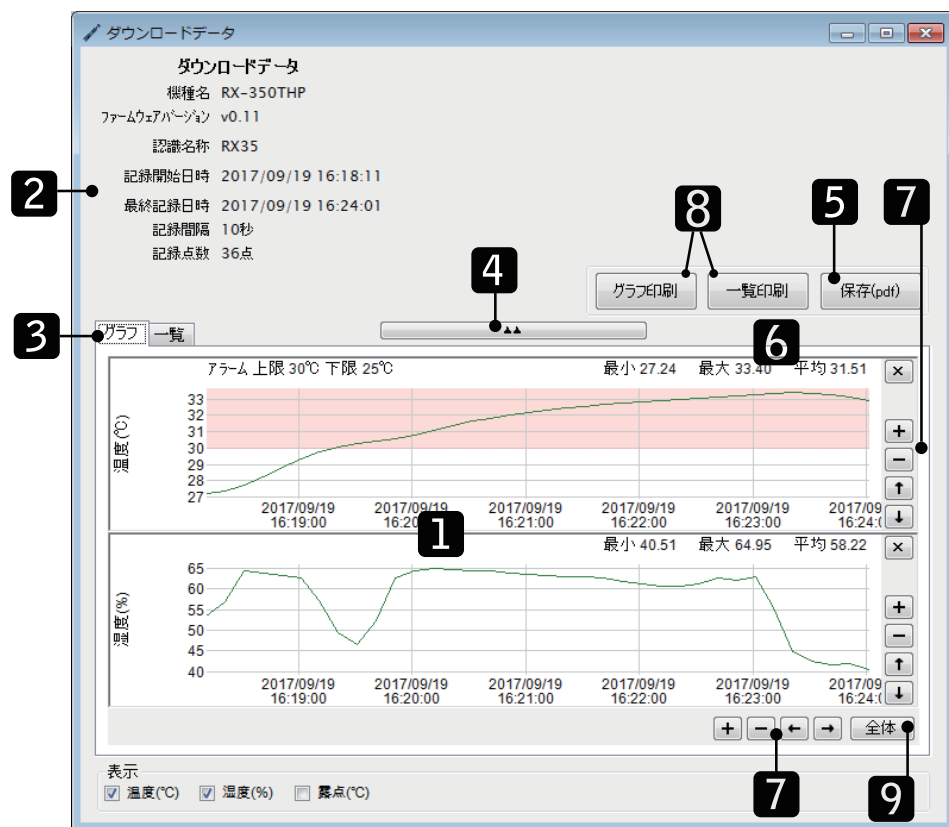 ダウンロードデータ
ダウンロードデータ
機種名 RX-350THP
ファームウェアバージョン v0.11
認識名称 RX35
記録開始日時 2017/09/19 16:18:11
2
最終記録日時 2017/09/19 16:24:01
記録間隔 10秒
記録点数 36点
8
5
7
4
グラフ印刷 一覧印刷 保存(pdf)
3
グラフ 一覧
6
アラーム 上限 30℃ 下限 25℃ 最小 27.24 最大 33.40 平均 31.51 ×
温度(℃)
33
32
31
30
29
28
27
+
−
↑
↓
2017/09/19 2017/09/19 2017/09/19 2017/09/19 2017/09/19 2017/09
16:19:00 16:20 16:21:00 16:22:00 16:23:00 16:24:
1
最小 40.51 最大 64.95 平均 58.22 ×
湿度(%)
65
60
55
50
45
40
+
−
↑
↓
2017/09/19 2017/09/19 2017/09/19 2017/09/19 2017/09/19 2017/09
16:19:00 16:20:00 16:21:00 16:22:00 16:23:00 16:24:
+ − ← → 全体
表示
温度(℃) 湿度(%) 露点(℃)
7
9